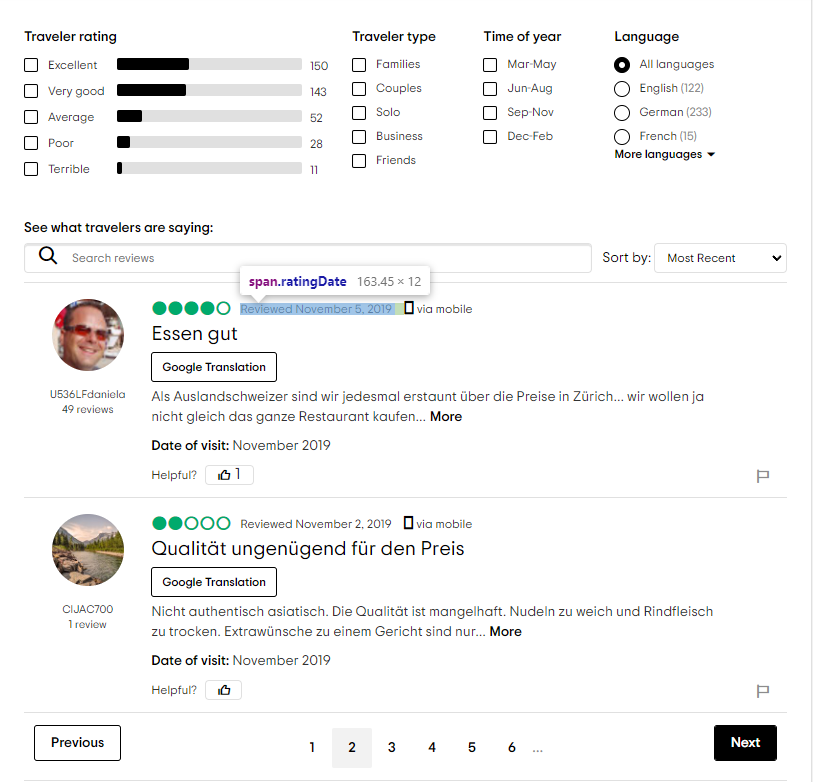 Traveler rating
Excellent 150
Very good 143
Average 52
Poor 28
Terrible 11
Traveler type
Families
Couples
Solo
Business
Friends
Time of year
Mar-May
Jun-Aug
Sep-Nov
Dec-Feb
Language
All languages
English (122)
German (233)
French (15)
More languages
See what travelers are saying:
Search reviews
Sort by: Most Recent
span.ratingDate 163.45 × 12
Reviewed November 5, 2019 via mobile
Essen gut
Google Translation
U536LFdaniela
49 reviews
Als Auslandschweizer sind wir jedesmal erstaunt über die Preise in Zürich... wir wollen ja
nicht gleich das ganze Restaurant kaufen... More
Date of visit: November 2019
Helpful? 1
Reviewed November 2, 2019 via mobile
Qualität ungenügend für den Preis
Google Translation
CIJAC700
1 review
Nicht authentisch asiatisch. Die Qualität ist mangelhaft. Nudeln zu weich und Rindfleisch
zu trocken. Extrawünsche zu einem Gericht sind nur... More
Date of visit: November 2019
Helpful?
Previous 1 2 3 4 5 6 ... Next